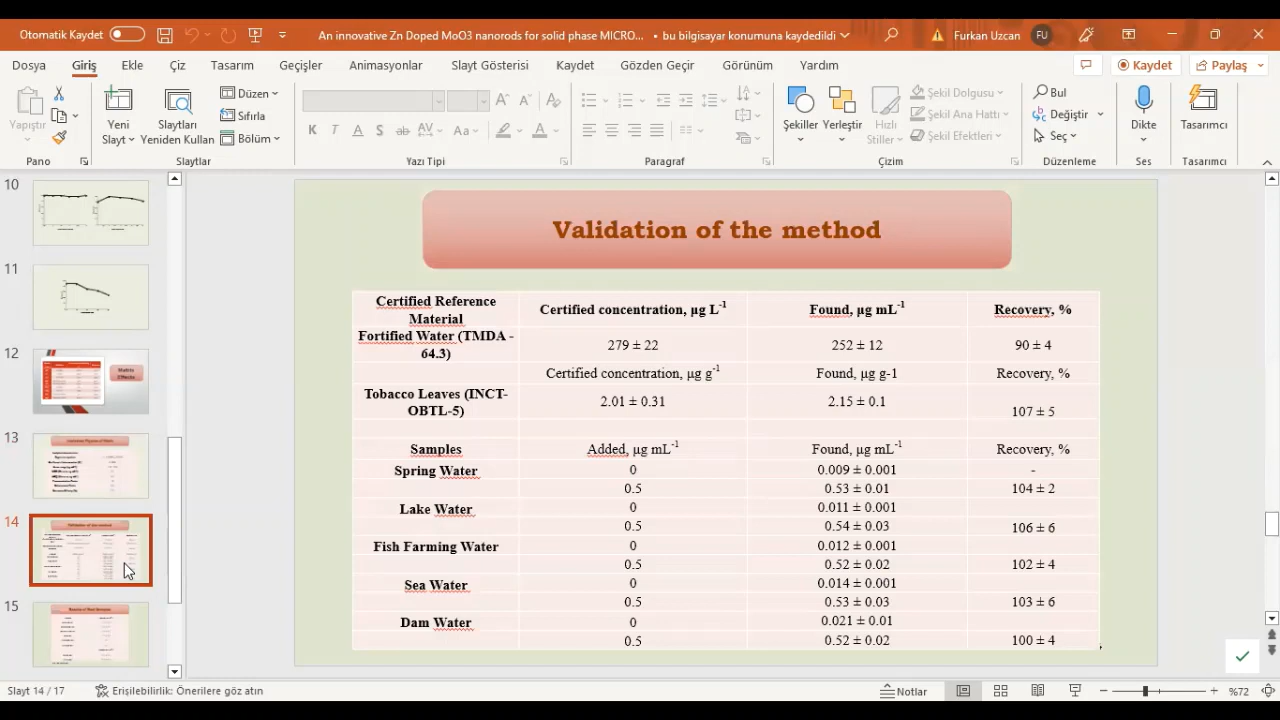 Otomatik Kaydet
An innovative Zn Doped MoO3 nanorods for solid phase MICRO... • bu bilgisayar konumuna kaydedildi
Furkan Uzcan FU
Dosya Giriş Ekle Çiz Tasarım Geçişler Animasyonlar Slayt Gösterisi Kaydet Gözden Geçir Görünüm Yardım Kaydet Paylaş
Yapıştır
Yeni Slayt
Slaytları Yeniden Kullan
Düzen
Sıfırla
Bölüm
K T A S ab AV Aa A
Şekiller Yerleştir Hızlı Stiller
Şekil Dolgusu
Şekil Ana Hattı
Şekil Efektleri
Bul
Değiştir
Seç
Dikte
Tasarımcı
Pano Slaytlar Yazı Tipi Paragraf Çizim Düzenleme Ses Tasarımcı
10
11
12
Matrix Effects
13
14
15
Validation of the method
Certified Reference Material Certified concentration, µg L-1 Found, µg mL-1 Recovery, %
Fortified Water (TMDA - 64.3) 279 ± 22 252 ± 12 90 ± 4
Certified concentration, µg g-1 Found, µg g-1 Recovery, %
Tobacco Leaves (INCT-OBTL-5) 2.01 ± 0.31 2.15 ± 0.1 107 ± 5
Samples Added, µg mL-1 Found, µg mL-1 Recovery, %
Spring Water 0 0.009 ± 0.001 -
0.5 0.53 ± 0.01 104 ± 2
Lake Water 0 0.011 ± 0.001
0.5 0.54 ± 0.03 106 ± 6
Fish Farming Water 0 0.012 ± 0.001
0.5 0.52 ± 0.02 102 ± 4
Sea Water 0 0.014 ± 0.001
0.5 0.53 ± 0.03 103 ± 6
Dam Water 0 0.021 ± 0.01
0.5 0.52 ± 0.02 100 ± 4
Slayt 14 / 17 Erişilebilirlik: Önerilere göz atın Notlar %72